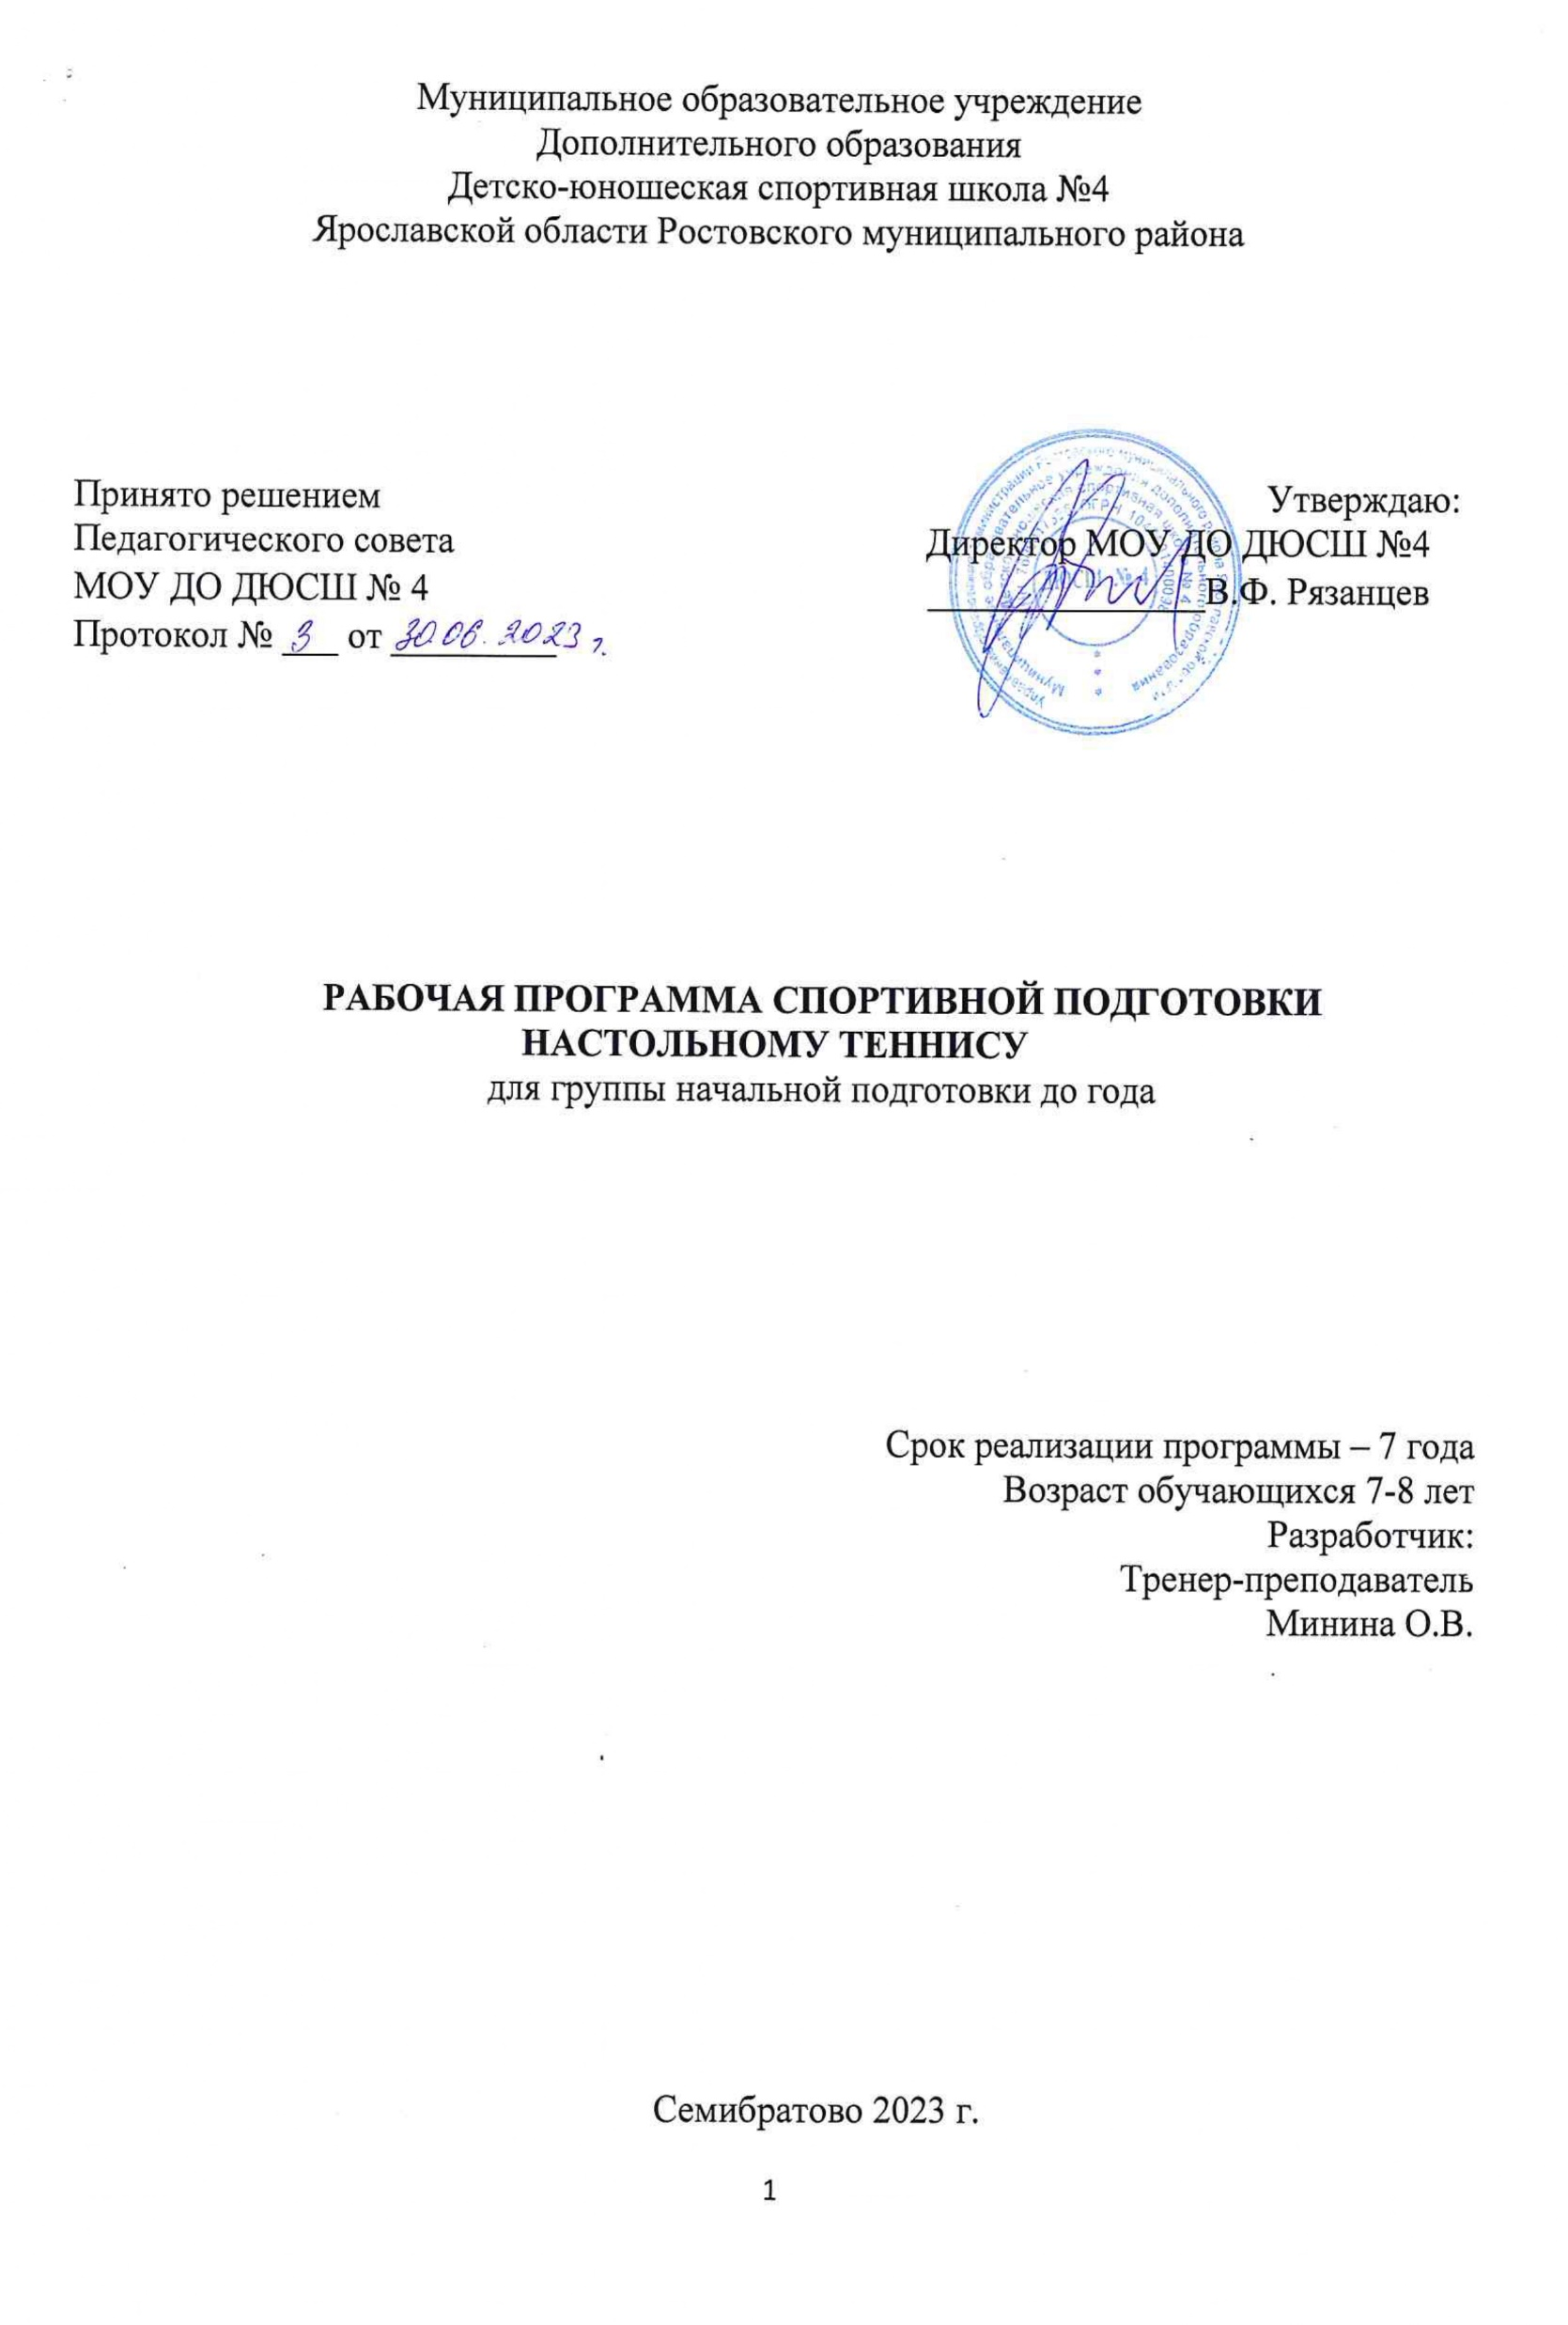 Муниципальное образовательное учреждение
Дополнительного образования
Детско-юношеская спортивная школа №4
Ярославской области Ростовского муниципального района
Принято решением
Педагогического совета
МОУ ДО ДЮСШ № 4
Протокол № 3 от 30.06.2023 г.
Утверждаю:
Директор МОУ ДО ДЮСШ №4
В.Ф. Рязанцев
РАБОЧАЯ ПРОГРАММА СПОРТИВНОЙ ПОДГОТОВКИ
НАСТОЛЬНОМУ ТЕННИСУ
для группы начальной подготовки до года
Срок реализации программы – 7 года
Возраст обучающихся 7-8 лет
Разработчик:
Тренер-преподаватель
Минина О.В.
Семибратово 2023 г.
1